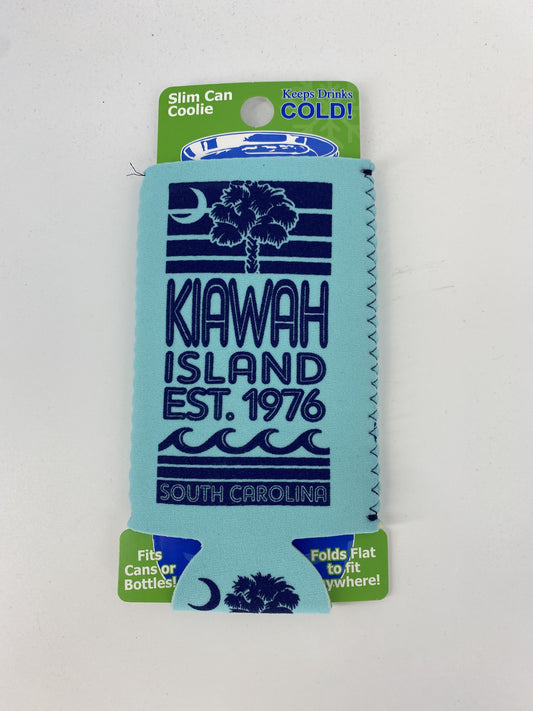 Slim Can
Coolie
Keeps Drinks
COLD!
KIAWAH
ISLAND
EST. 1976
SOUTH CAROLINA
Fits
Cans or
Bottles!
Folds Flat
to fit
nywhere!